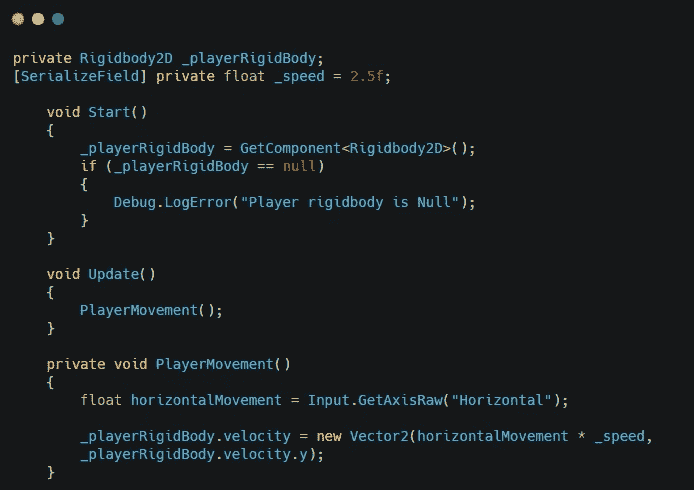 private Rigidbody2D _playerRigidBody;
[SerializeField] private float _speed = 2.5f;
void Start()
{
_playerRigidBody = GetComponent<Rigidbody2D>();
if (_playerRigidBody == null)
{
Debug.LogError("Player rigidbody is Null");
}
}
void Update()
{
PlayerMovement();
}
private void PlayerMovement()
{
float horizontalMovement = Input.GetAxisRaw("Horizontal");
_playerRigidBody.velocity = new Vector2(horizontalMovement * _speed,
_playerRigidBody.velocity.y);
}